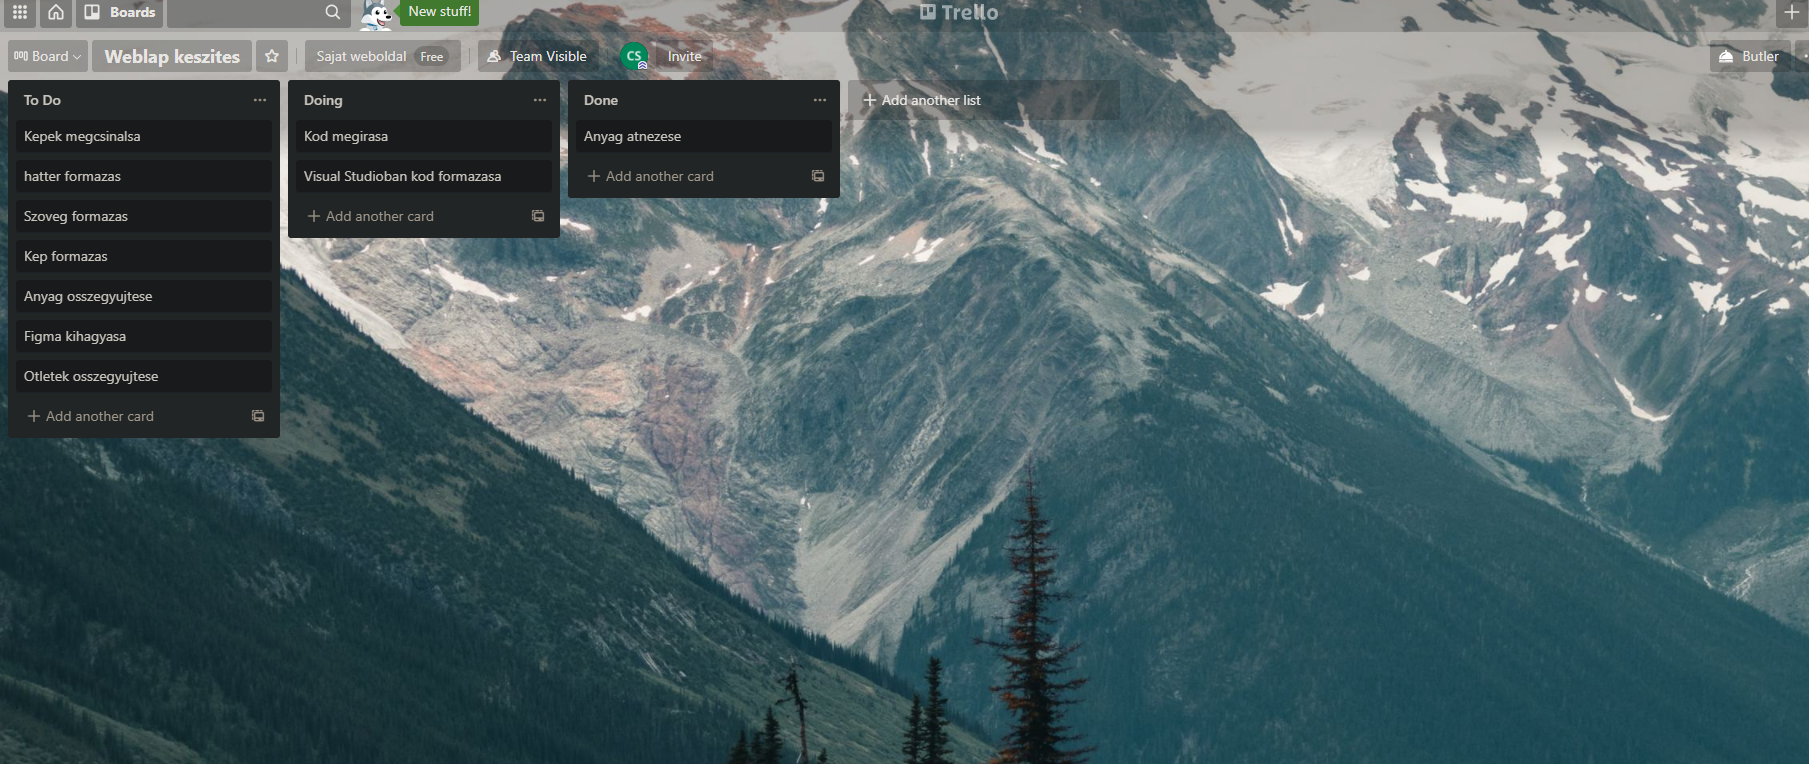 Boards
New stuff!
Trello
Board
Weblap keszites
Sajat weboldal Free
Team Visible
CS
Invite
Butler
To Do
Kepek megcsinalsa
hatter formazas
Szoveg formazas
Kep formazas
Anyag osszegyujtese
Figma kihagyasa
Otletek osszegyujtese
Add another card
Doing
Kod megirasa
Visual Studioban kod formazasa
Add another card
Done
Anyag atnezese
Add another card
Add another list